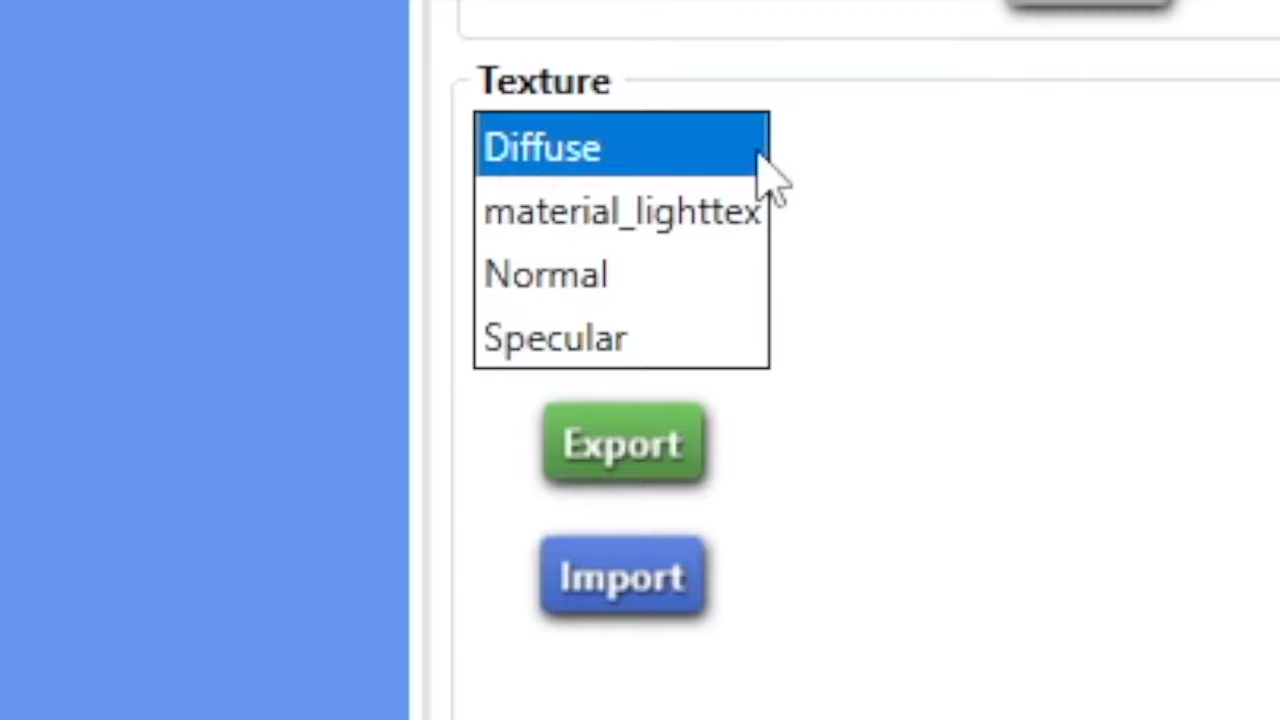 Texture
Diffuse
material_lighttex
Normal
Specular
Export
Import